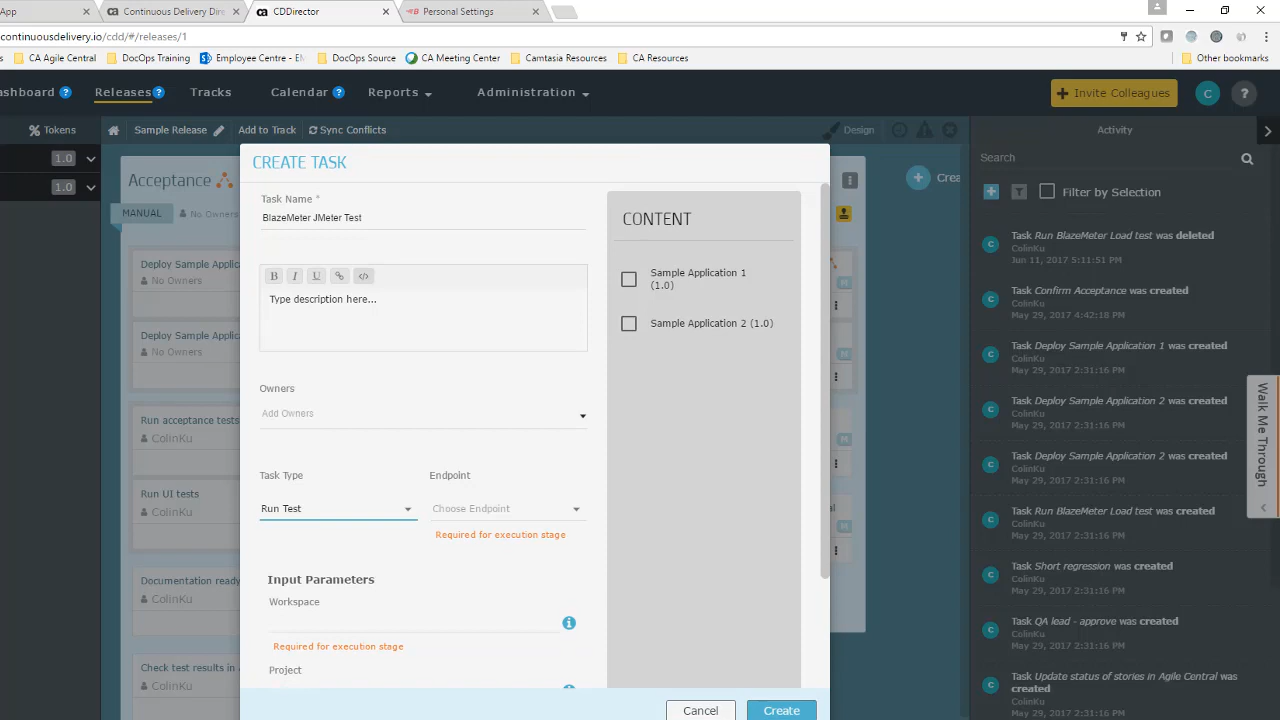 App
Continuous Delivery Dire
CDDirector
Personal Settings
continuousdelivery.io/cdd/#/releases/1
CA Agile Central
DocOps Training
Employee Centre - Em
DocOps Source
CA Meeting Center
Camtasia Resources
CA Resources
Other bookmarks
ashboard ?
Releases ?
Tracks
Calendar ?
Reports
Administration
+ Invite Colleagues
C
?
Tokens
Sample Release
Add to Track
Sync Conflicts
Design
Activity
1.0
1.0
Acceptance
MANUAL
No Owners
Deploy Sample Applic
No Owners
Deploy Sample Applic
No Owners
Run acceptance tests
ColinKu
Run UI tests
ColinKu
Documentation ready
ColinKu
Check test results in A
ColinKu
CREATE TASK
Task Name *
BlazeMeter JMeter Test
B I U </>
Type description here...
Owners
Add Owners
Task Type
Endpoint
Run Test
Choose Endpoint
Required for execution stage
Input Parameters
Workspace
Required for execution stage
Project
CONTENT
Sample Application 1
(1.0)
Sample Application 2 (1.0)
Cancel
Create
Crea
M
M
M
M
Search
Filter by Selection
Task Run BlazeMeter Load test was deleted
ColinKu
Jun 11, 2017 5:11:51 PM
Task Confirm Acceptance was created
ColinKu
May 29, 2017 4:42:18 PM
Task Deploy Sample Application 1 was created
ColinKu
May 29, 2017 2:31:16 PM
Task Deploy Sample Application 2 was created
ColinKu
May 29, 2017 2:31:16 PM
Task Deploy Sample Application 2 was created
ColinKu
May 29, 2017 2:31:16 PM
Task Run BlazeMeter Load test was created
ColinKu
May 29, 2017 2:31:16 PM
Task Short regression was created
ColinKu
May 29, 2017 2:31:16 PM
Task QA lead - approve was created
ColinKu
May 29, 2017 2:31:16 PM
Task Update status of stories in Agile Central was
created
ColinKu
May 29, 2017 2:31:16 PM
Walk Me Through